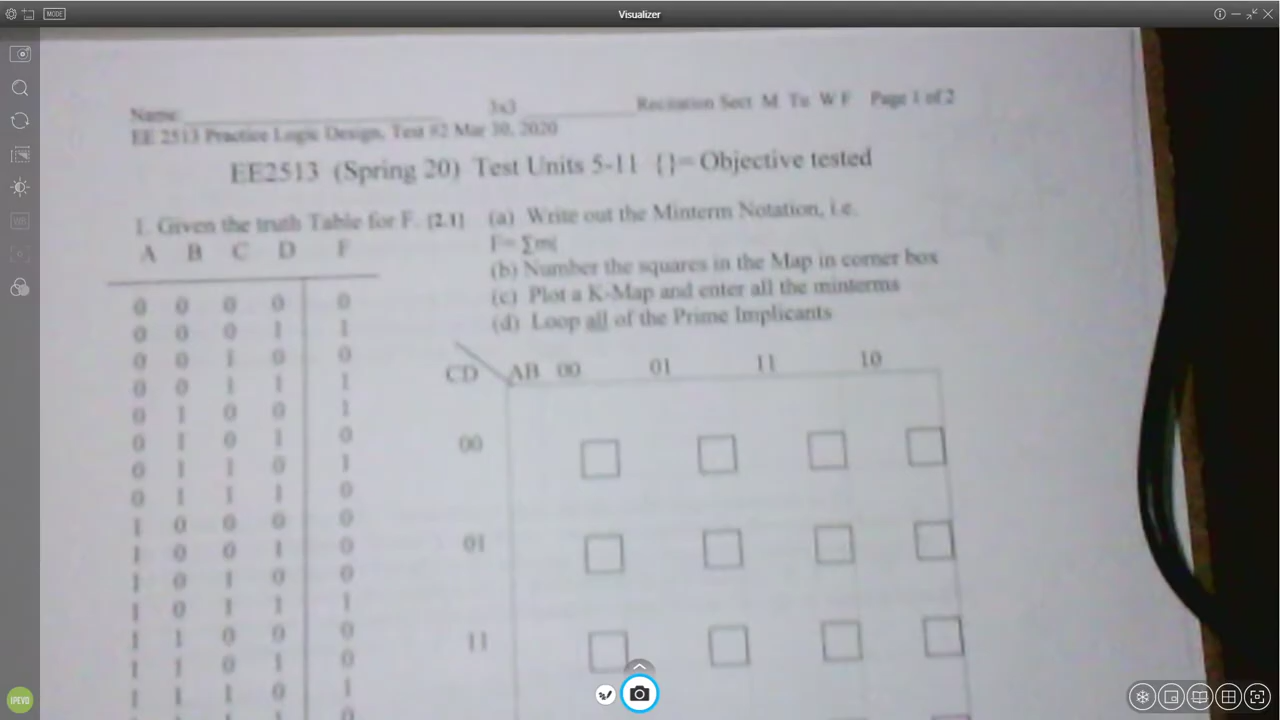 MODE
Visualizer
Name 3x3 Recitation Sect M Tu W F Page 1 of 2
EE 2513 Practice Logic Design, Test #2 Mar 30, 2020
EE2513 (Spring 20) Test Units 5-11 {}= Objective tested
1. Given the truth Table for F. {2.1} (a) Write out the Minterm Notation, i.e.
F= ∑mi
(b) Number the squares in the Map in corner box
(c) Plot a K-Map and enter all the minterms
(d) Loop all of the Prime Implicants
A B C D F
0 0 0 0 0
0 0 0 1 1
0 0 1 0 0
0 0 1 1 1
0 1 0 0 1
0 1 0 1 0
0 1 1 0 1
0 1 1 1 0
1 0 0 0 0
1 0 0 1 0
1 0 1 0 0
1 0 1 1 1
1 1 0 0 0
1 1 0 1 0
1 1 1 0 1
CD AB 00 01 11 10
00
01
11
IPEVO